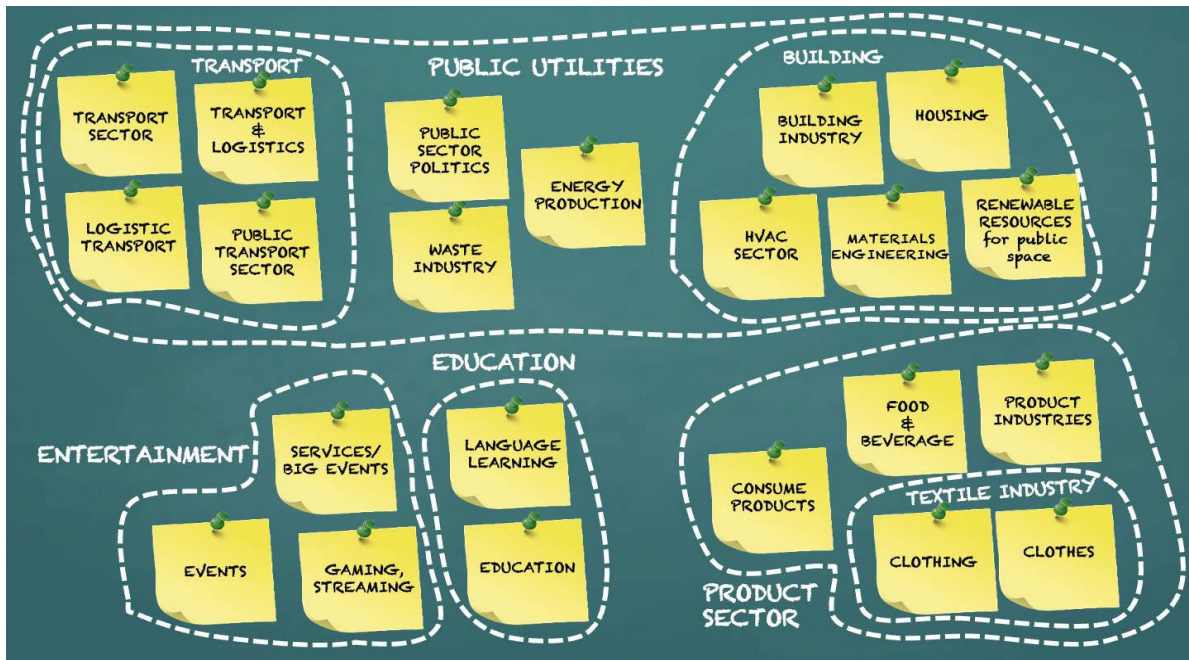 TRANSPORT
PUBLIC UTILITIES
BUILDING
TRANSPORT
SECTOR
TRANSPORT
&
LOGISTICS
LOGISTIC
TRANSPORT
PUBLIC
TRANSPORT
SECTOR
PUBLIC
SECTOR
POLITICS
ENERGY
PRODUCTION
WASTE
INDUSTRY
BUILDING
INDUSTRY
HOUSING
HVAC
SECTOR
MATERIALS
ENGINEERING
RENEWABLE
RESOURCES
for public
space
ENTERTAINMENT
SERVICES/
BIG EVENTS
EVENTS
GAMING,
STREAMING
EDUCATION
LANGUAGE
LEARNING
EDUCATION
FOOD
&
BEVERAGE
PRODUCT
INDUSTRIES
CONSUME
PRODUCTS
TEXTILE INDUSTRY
CLOTHING
CLOTHES
PRODUCT
SECTOR